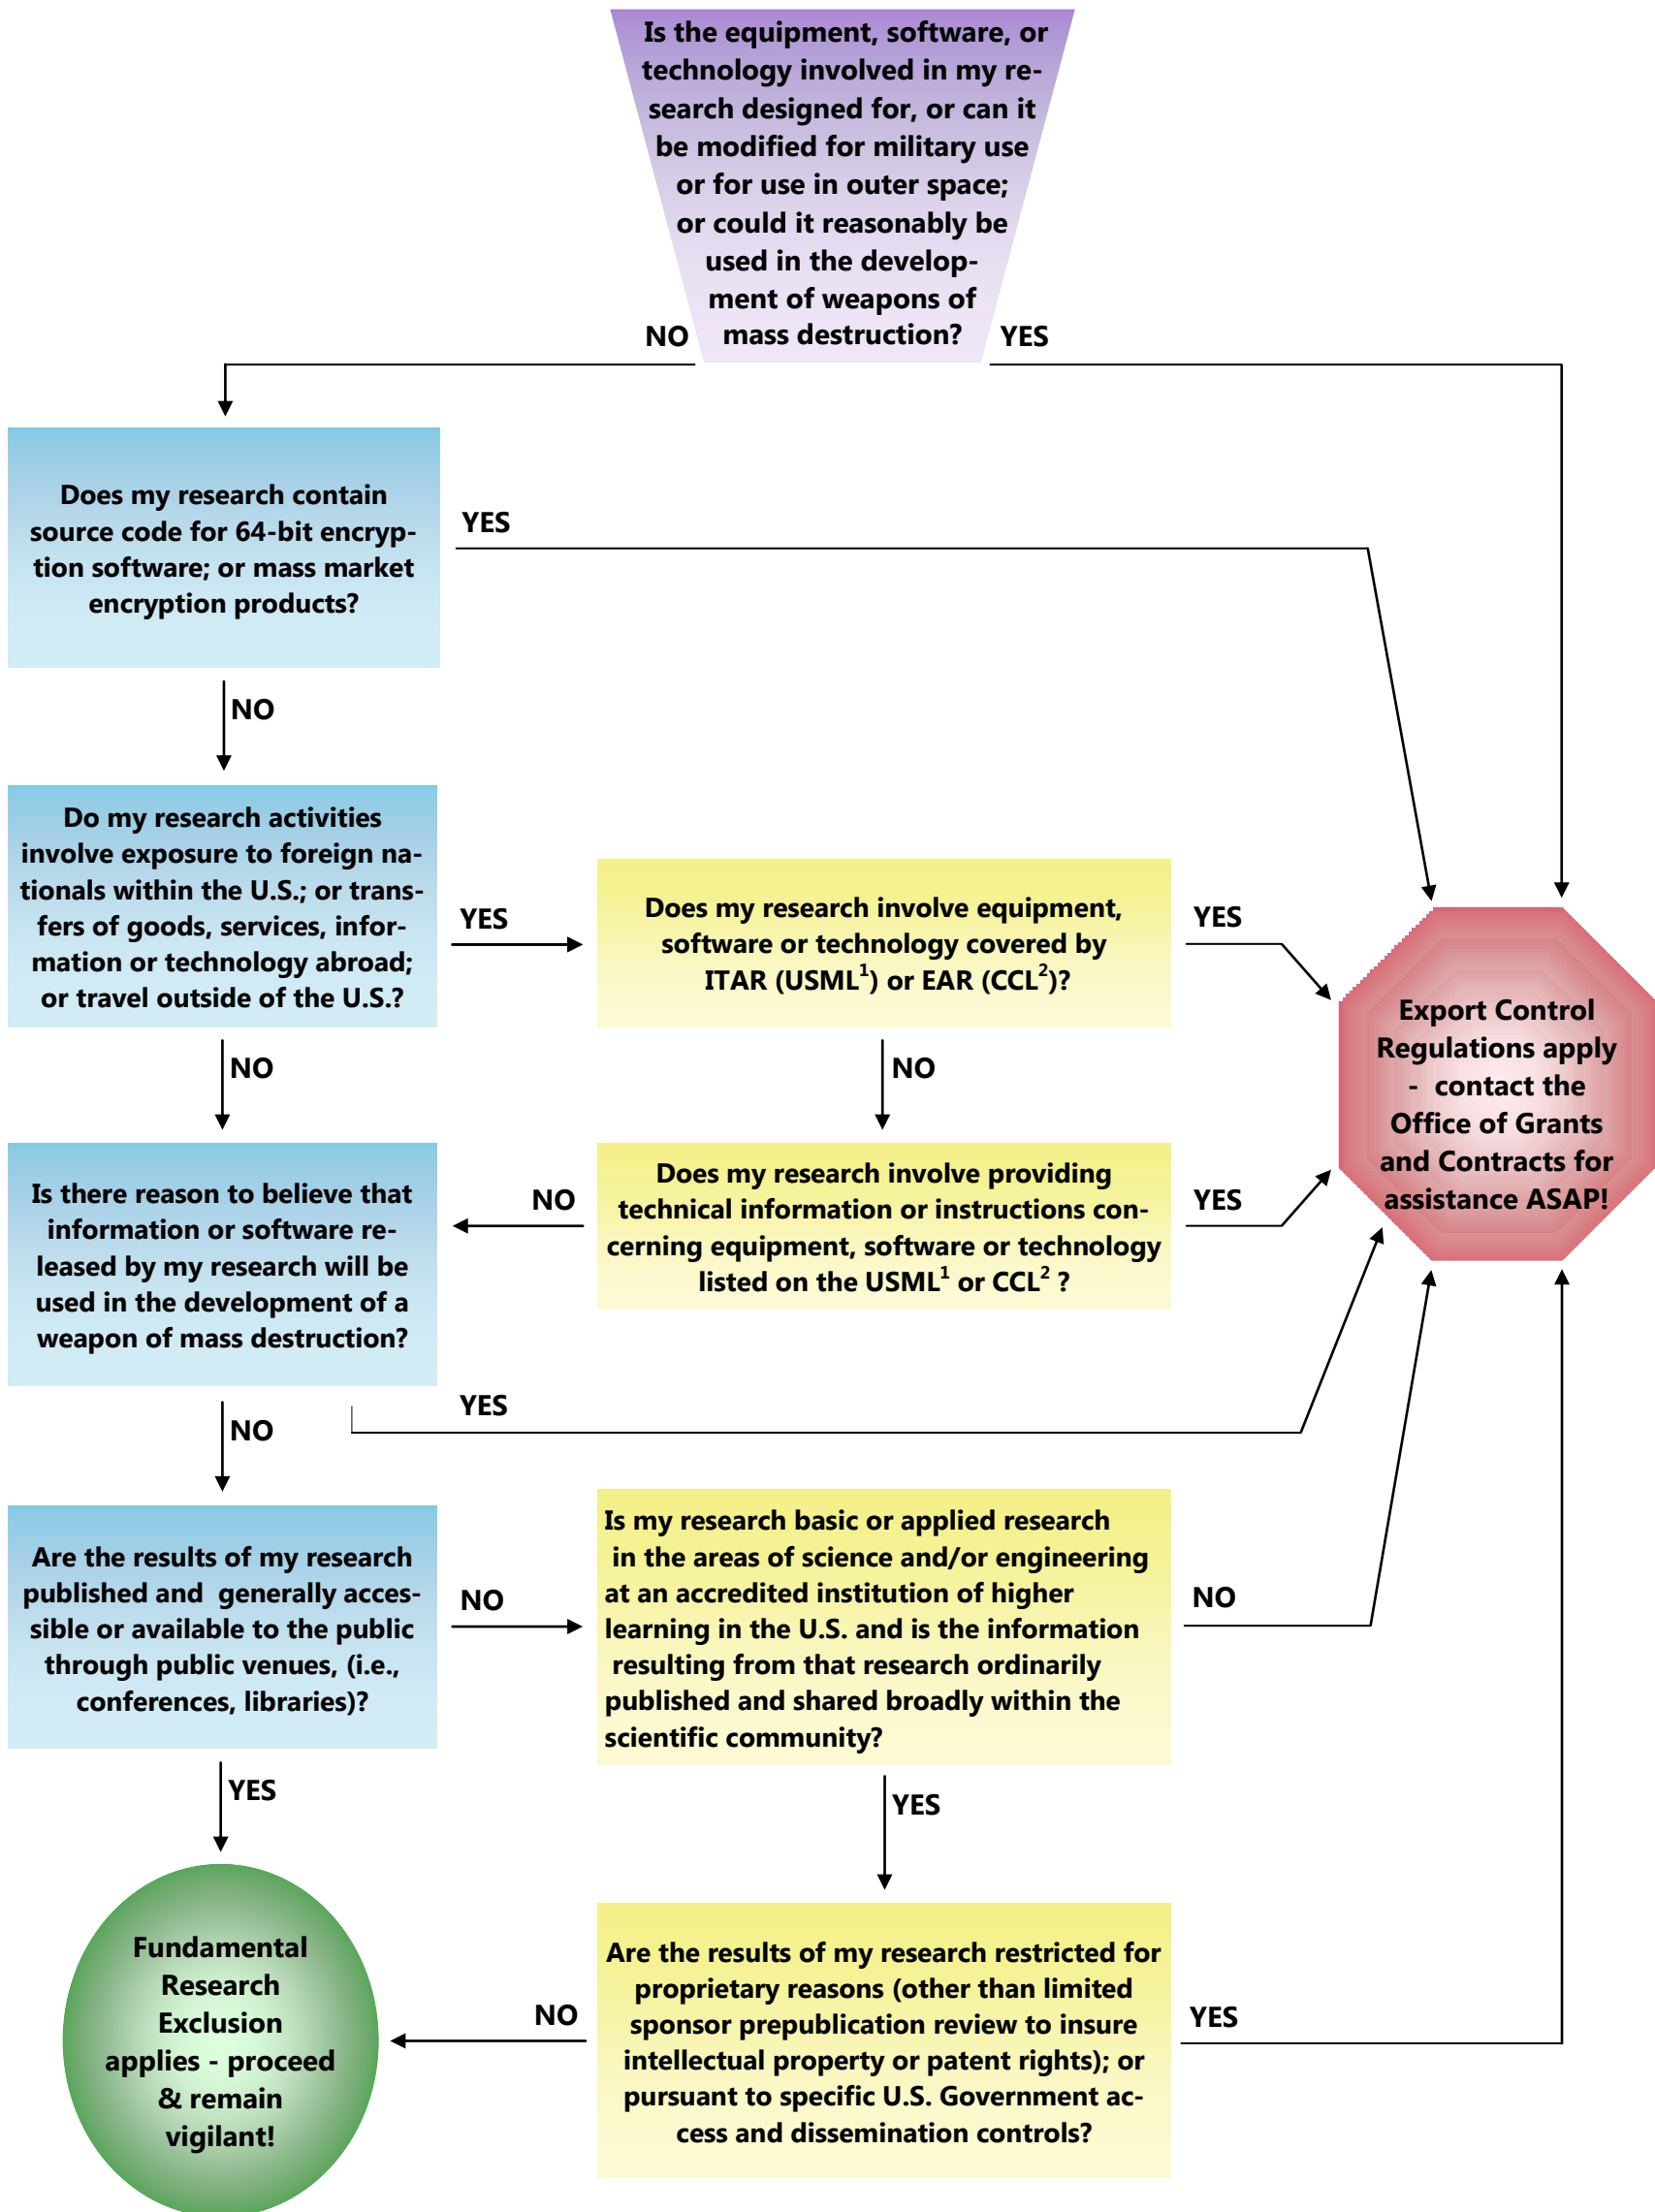 Is the equipment, software, or
technology involved in my re-
search designed for, or can it
be modified for military use
or for use in outer space;
or could it reasonably be
used in the develop-
ment of weapons of
mass destruction?
NO
YES
Does my research contain
source code for 64-bit encryp-
tion software; or mass market
encryption products?
YES
NO
Do my research activities
involve exposure to foreign na-
tionals within the U.S.; or trans-
fers of goods, services, infor-
mation or technology abroad;
or travel outside of the U.S.?
YES
Does my research involve equipment,
software or technology covered by
ITAR (USML¹) or EAR (CCL²)?
YES
NO
NO
Export Control
Regulations apply
- contact the
Office of Grants
and Contracts for
assistance ASAP!
Is there reason to believe that
information or software re-
leased by my research will be
used in the development of a
weapon of mass destruction?
NO
Does my research involve providing
technical information or instructions con-
cerning equipment, software or technology
listed on the USML¹ or CCL² ?
YES
YES
NO
Are the results of my research
published and generally acces-
sible or available to the public
through public venues, (i.e.,
conferences, libraries)?
NO
Is my research basic or applied research
in the areas of science and/or engineering
at an accredited institution of higher
learning in the U.S. and is the information
resulting from that research ordinarily
published and shared broadly within the
scientific community?
NO
YES
YES
Fundamental
Research
Exclusion
applies - proceed
& remain
vigilant!
NO
Are the results of my research restricted for
proprietary reasons (other than limited
sponsor prepublication review to insure
intellectual property or patent rights); or
pursuant to specific U.S. Government ac-
cess and dissemination controls?
YES